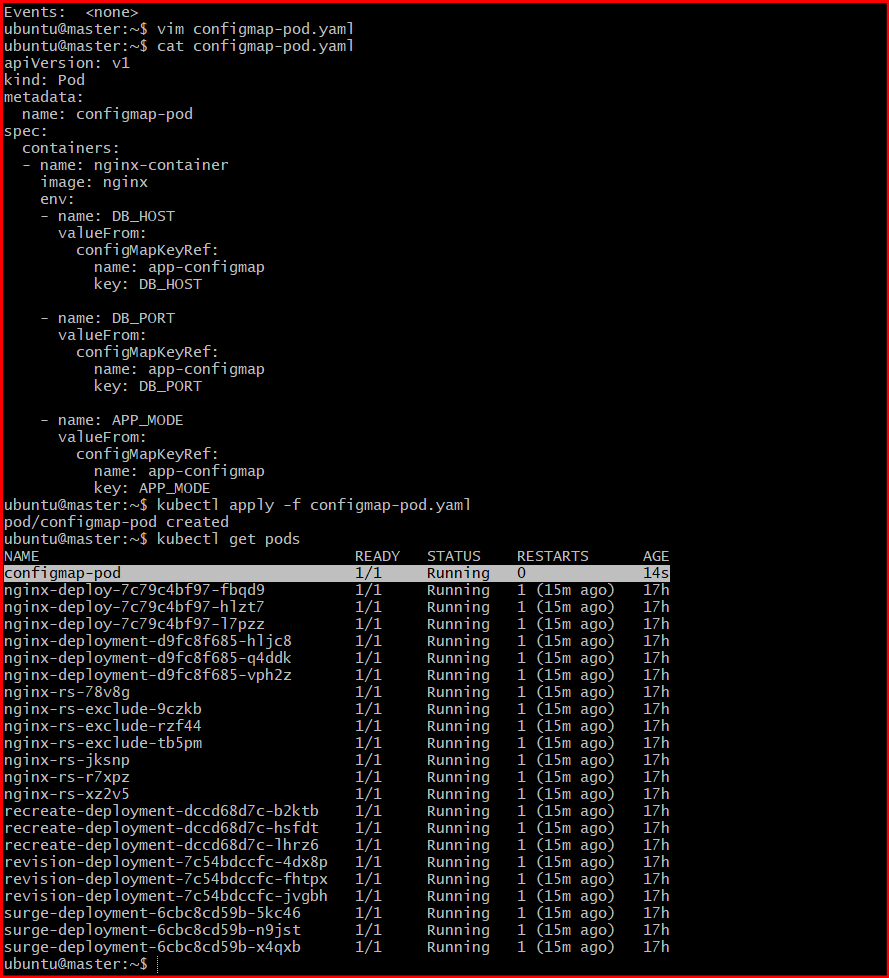 Events:  <none>
ubuntu@master:~$ vim configmap-pod.yaml
ubuntu@master:~$ cat configmap-pod.yaml
apiVersion: v1
kind: Pod
metadata:
  name: configmap-pod
spec:
  containers:
  - name: nginx-container
    image: nginx
    env:
    - name: DB_HOST
      valueFrom:
        configMapKeyRef:
          name: app-configmap
          key: DB_HOST

    - name: DB_PORT
      valueFrom:
        configMapKeyRef:
          name: app-configmap
          key: DB_PORT

    - name: APP_MODE
      valueFrom:
        configMapKeyRef:
          name: app-configmap
          key: APP_MODE
ubuntu@master:~$ kubectl apply -f configmap-pod.yaml
pod/configmap-pod created
ubuntu@master:~$ kubectl get pods
NAME                                   READY   STATUS    RESTARTS      AGE
configmap-pod                          1/1     Running   0             14s
nginx-deploy-7c79c4bf97-fbqd9          1/1     Running   1 (15m ago)   17h
nginx-deploy-7c79c4bf97-hlzt7          1/1     Running   1 (15m ago)   17h
nginx-deploy-7c79c4bf97-l7pzz          1/1     Running   1 (15m ago)   17h
nginx-deployment-d9fc8f685-hljc8       1/1     Running   1 (15m ago)   17h
nginx-deployment-d9fc8f685-q4ddk       1/1     Running   1 (15m ago)   17h
nginx-deployment-d9fc8f685-vph2z       1/1     Running   1 (15m ago)   17h
nginx-rs-78v8g                         1/1     Running   1 (15m ago)   17h
nginx-rs-exclude-9czkb                 1/1     Running   1 (15m ago)   17h
nginx-rs-exclude-rzf44                 1/1     Running   1 (15m ago)   17h
nginx-rs-exclude-tb5pm                 1/1     Running   1 (15m ago)   17h
nginx-rs-jksnp                         1/1     Running   1 (15m ago)   17h
nginx-rs-r7xpz                         1/1     Running   1 (15m ago)   17h
nginx-rs-xz2v5                         1/1     Running   1 (15m ago)   17h
recreate-deployment-dccd68d7c-b2ktb    1/1     Running   1 (15m ago)   17h
recreate-deployment-dccd68d7c-hsfdt    1/1     Running   1 (15m ago)   17h
recreate-deployment-dccd68d7c-lhrz6    1/1     Running   1 (15m ago)   17h
revision-deployment-7c54bdccfc-4dx8p   1/1     Running   1 (15m ago)   17h
revision-deployment-7c54bdccfc-fhtpx   1/1     Running   1 (15m ago)   17h
revision-deployment-7c54bdccfc-jvgbh   1/1     Running   1 (15m ago)   17h
surge-deployment-6cbc8cd59b-5kc46      1/1     Running   1 (15m ago)   17h
surge-deployment-6cbc8cd59b-n9jst      1/1     Running   1 (15m ago)   17h
surge-deployment-6cbc8cd59b-x4qxb      1/1     Running   1 (15m ago)   17h
ubuntu@master:~$